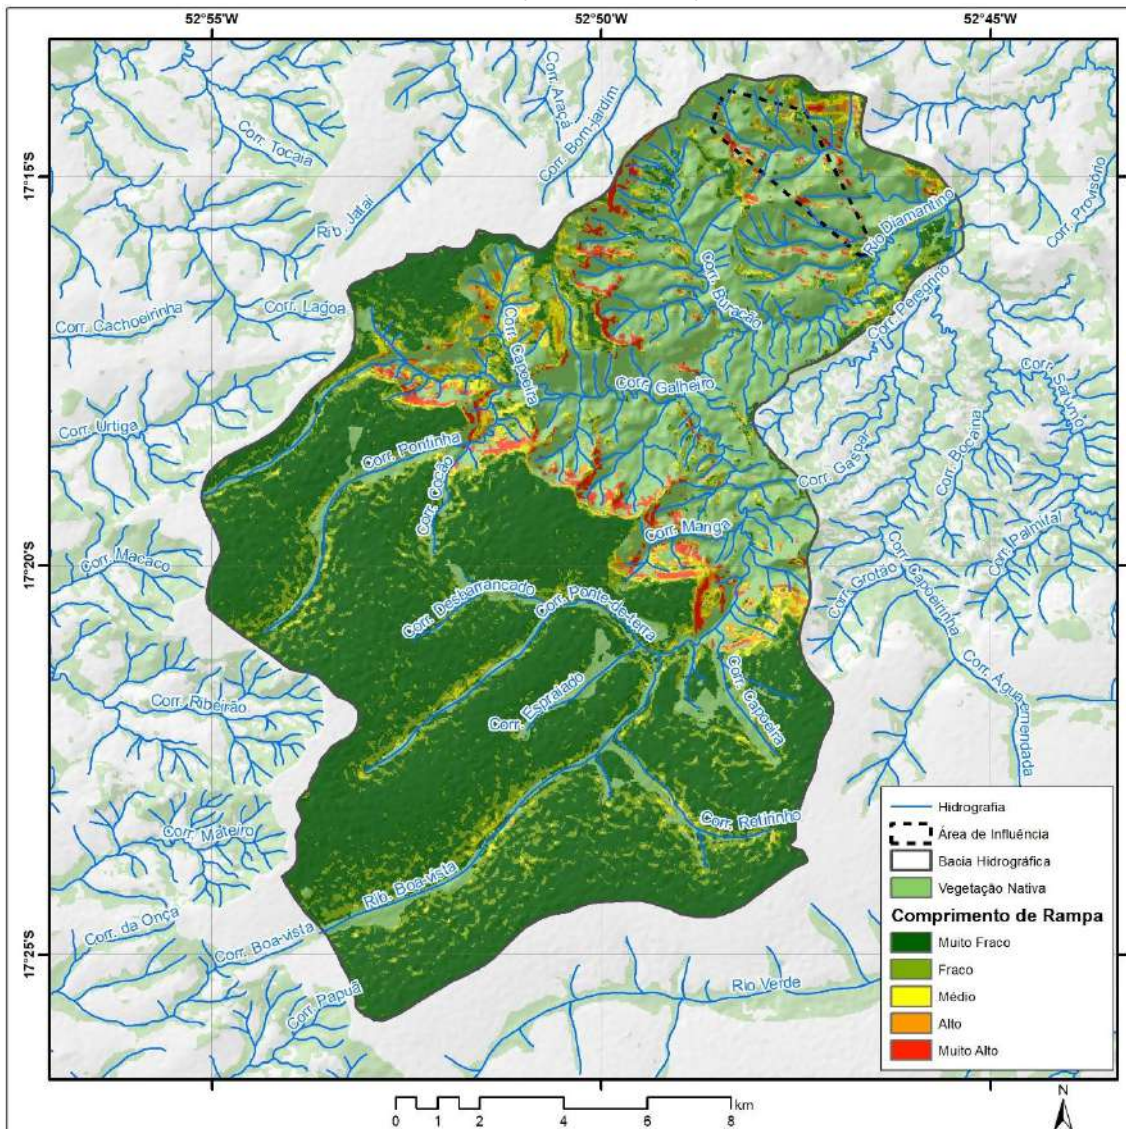 52°55'W
52°50'W
52°45'W
17°15'S
17°20'S
17°25'S
Corr. Araçá
Corr. Bom-jardim
Corr. Tocaia
Rib. Jataí
Corr. Provisório
Rio Diamantino
Corr. Peregrino
Corr. Buração
Corr. Cachoeirinha
Corr. Lagoa
Corr. Capoeira
Corr. Galheiro
Corr. Saturno
Corr. Urtiga
Corr. Pontinha
Corr. Cocão
Corr. Gaspar
Corr. Bocaina
Corr. Manga
Corr. Palmital
Corr. Macaco
Corr. Grotão
Corr. Capoeirinha
Corr. Desbarrancado
Corr. Ponte-de-terra
Corr. Água emendada
Corr. Espraiado
Corr. Capoeira
Corr. Ribeirão
Corr. Mateiro
Corr. Retirinho
Rib. Boa-vista
Corr. da Onça
Corr. Boa-vista
Corr. Papuã
Rio Verde
Hidrografia
Área de Influência
Bacia Hidrográfica
Vegetação Nativa
Comprimento de Rampa
Muito Fraco
Fraco
Médio
Alto
Muito Alto
0 1 2 4 6 8 km
N